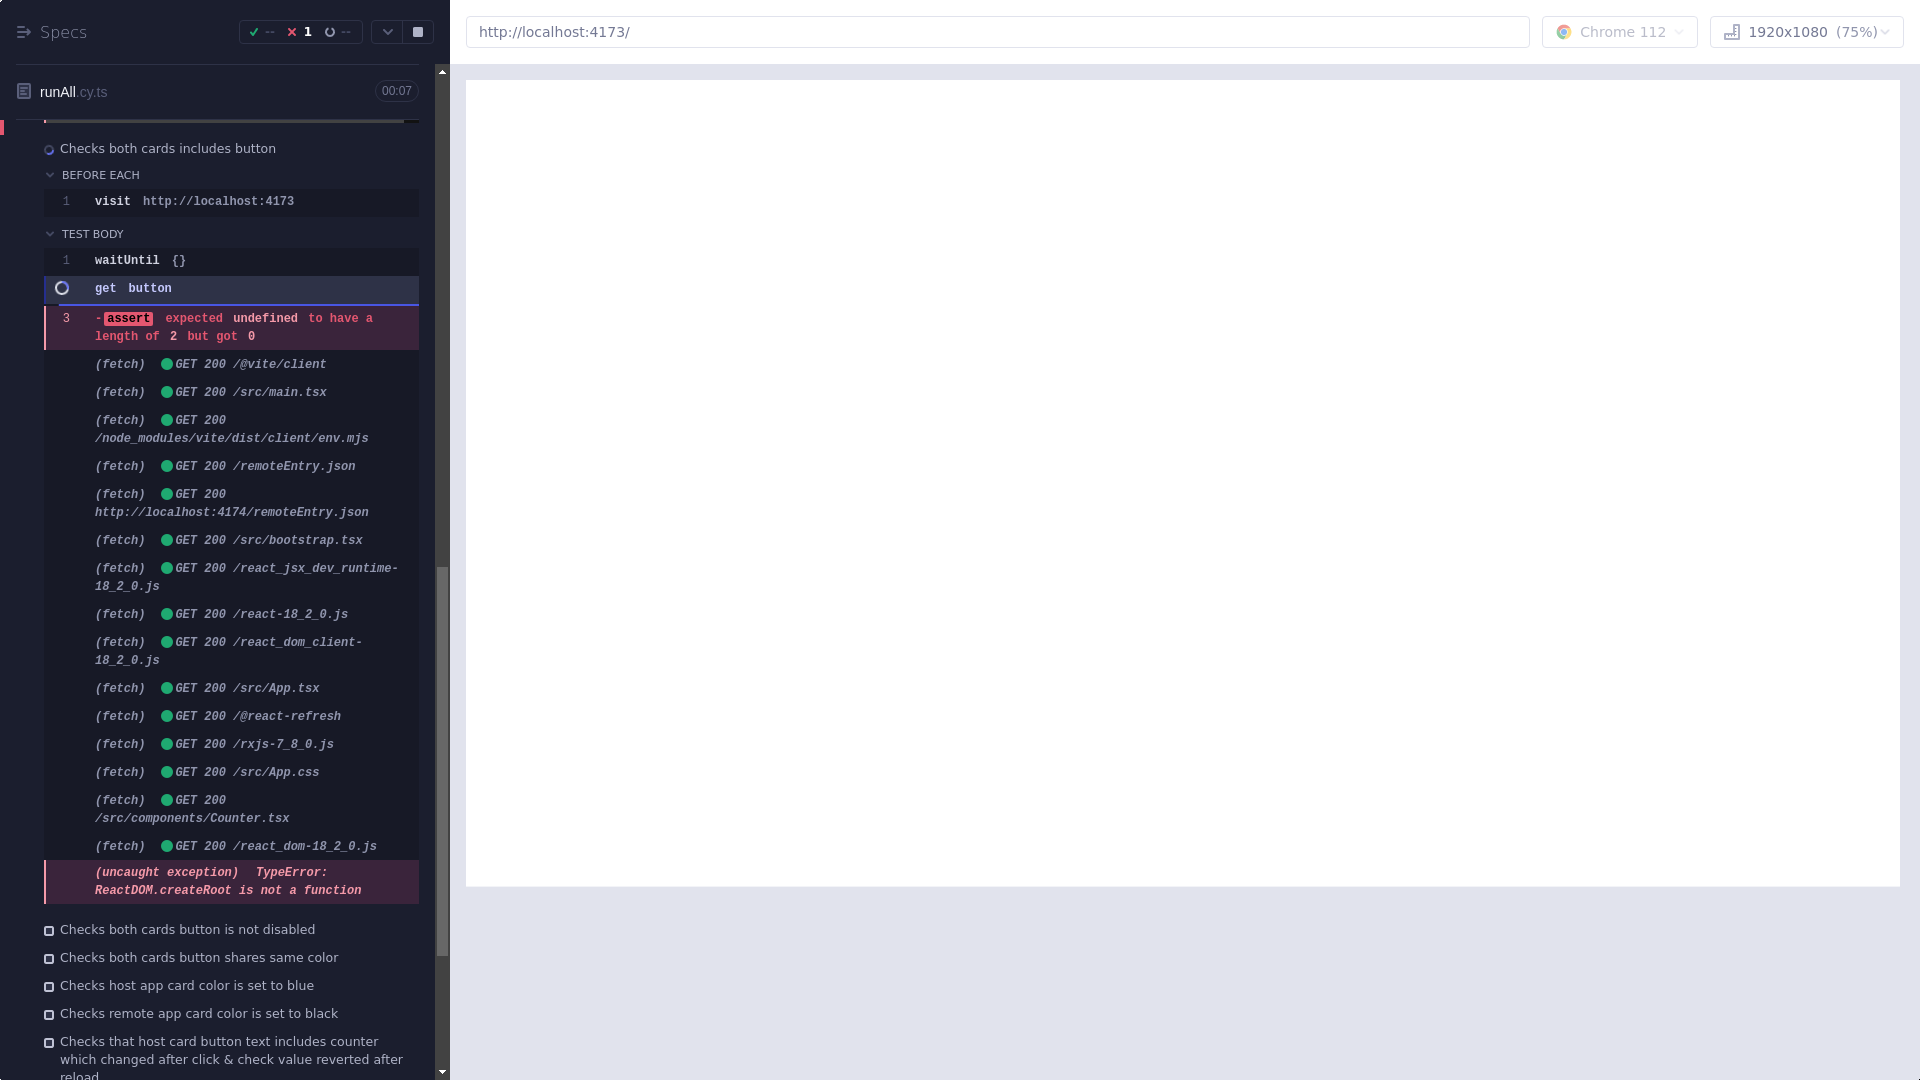 Specs
--
1
--
runAll.cy.ts
00:07
Checks both cards includes button
BEFORE EACH
1 visit http://localhost:4173
TEST BODY
1 waitUntil {}
get button
3 -assert expected undefined to have a
length of 2 but got 0
(fetch) GET 200 /@vite/client
(fetch) GET 200 /src/main.tsx
(fetch) GET 200
/node_modules/vite/dist/client/env.mjs
(fetch) GET 200 /remoteEntry.json
(fetch) GET 200
http://localhost:4174/remoteEntry.json
(fetch) GET 200 /src/bootstrap.tsx
(fetch) GET 200 /react_jsx_dev_runtime-
18_2_0.js
(fetch) GET 200 /react-18_2_0.js
(fetch) GET 200 /react_dom_client-
18_2_0.js
(fetch) GET 200 /src/App.tsx
(fetch) GET 200 /@react-refresh
(fetch) GET 200 /rxjs-7_8_0.js
(fetch) GET 200 /src/App.css
(fetch) GET 200
/src/components/Counter.tsx
(fetch) GET 200 /react_dom-18_2_0.js
(uncaught exception) TypeError:
ReactDOM.createRoot is not a function
Checks both cards button is not disabled
Checks both cards button shares same color
Checks host app card color is set to blue
Checks remote app card color is set to black
Checks that host card button text includes counter
which changed after click & check value reverted after
reload
http://localhost:4173/
Chrome 112
1920x1080 (75%)